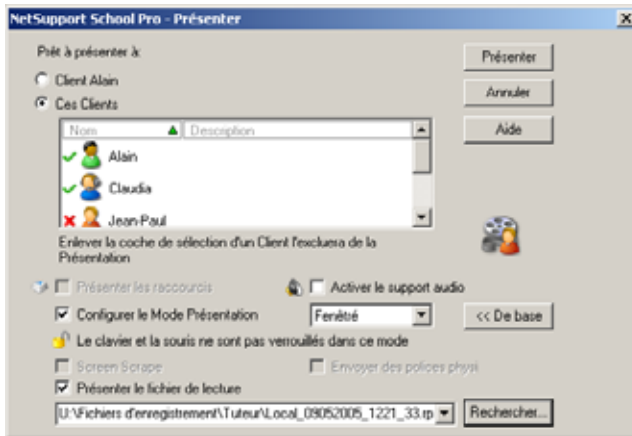 NetSupport School Pro - Présenter
Prêt à présenter à:
Client Alain
Ces Clients
Nom Description
Alain
Claudia
Jean-Paul
Enlever la coche de sélection d'un Client l'excluera de la
Présentation
Présenter
Annuler
Aide
Présenter les raccourcis
Activer le support audio
Configurer le Mode Présentation
Fenêtré
<< De base
Le clavier et la souris ne sont pas verrouillés dans ce mode
Screen Scrape
Envoyer des polices physi
Présenter le fichier de lecture
U:\Fichiers d'enregistrement\Tuteur\Local_09052005_1221_33.rp
Rechercher...